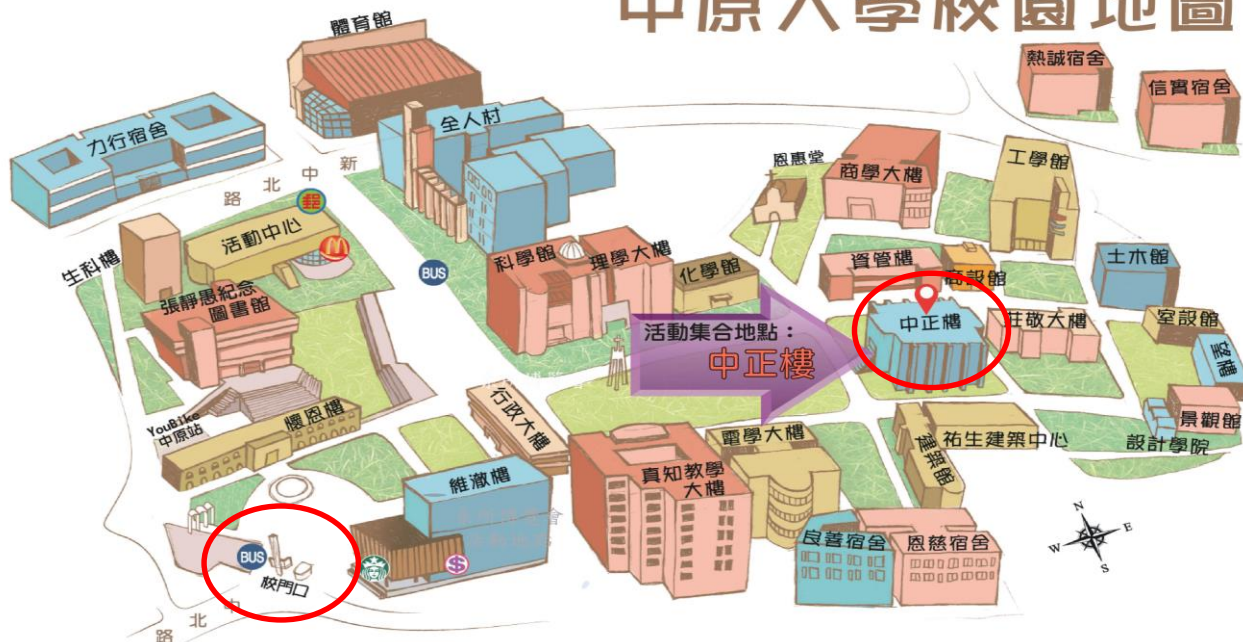 中原大學校園地圖
體育館
熱誠宿舍
信實宿舍
力行宿舍
全人村
新中北路
恩惠堂
商學大樓
工學館
郵
活動中心
M
生科樓
BUS
科學館
理學大樓
化學館
資管樓
商設館
土木館
張靜愚紀念
圖書館
活動集合地點：
中正樓
中正樓
莊敬大樓
室設館
望樓
YouBike
中原站
懷恩樓
行政大樓
電學大樓
建築館
祐生建築中心
設計學院
景觀館
維澈樓
真知教學
大樓
N
W
E
S
良善宿舍
恩慈宿舍
BUS
$
校門口
中北路